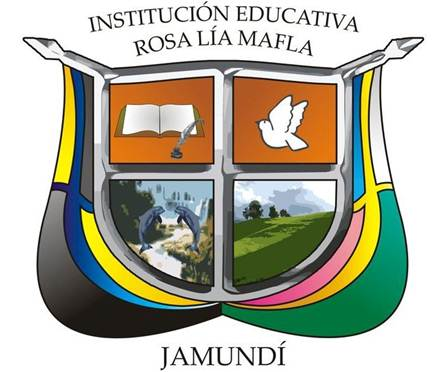 INSTITUCIÓN EDUCATIVA
ROSA LÍA MAFLA
JAMUNDÍ